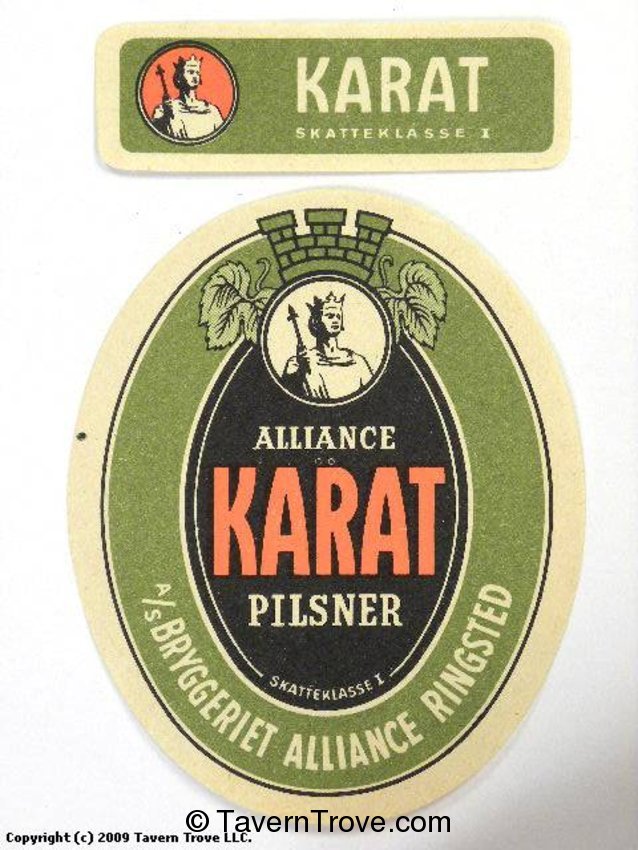 KARAT
SKATTEKLASSE I
ALLIANCE
KARAT
PILSNER
SKATTEKLASSE I
A/S BRYGGERIET ALLIANCE RINGSTED
© TavernTrove.com
Copyright (c) 2009 Tavern Trove LLC.